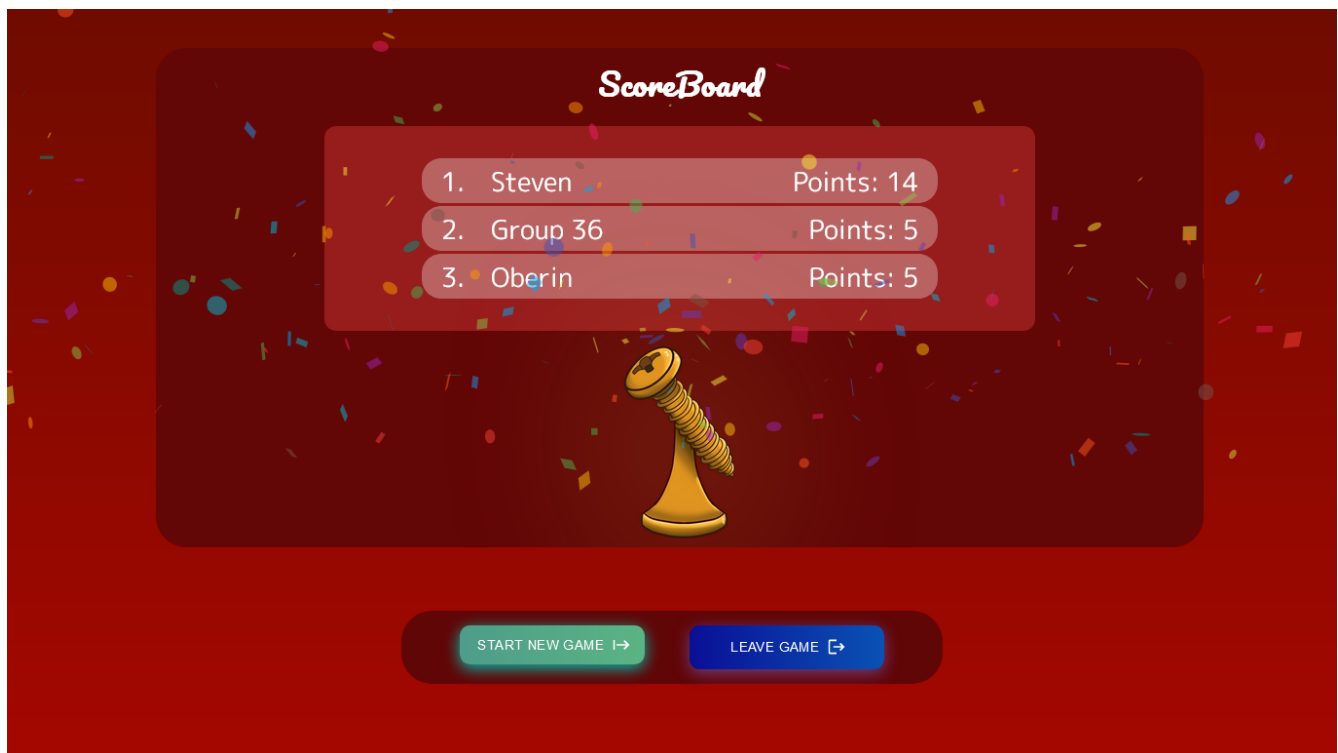 ScoreBoard
1. Steven Points: 14
2. Group 36 Points: 5
3. Oberin Points: 5
START NEW GAME
LEAVE GAME